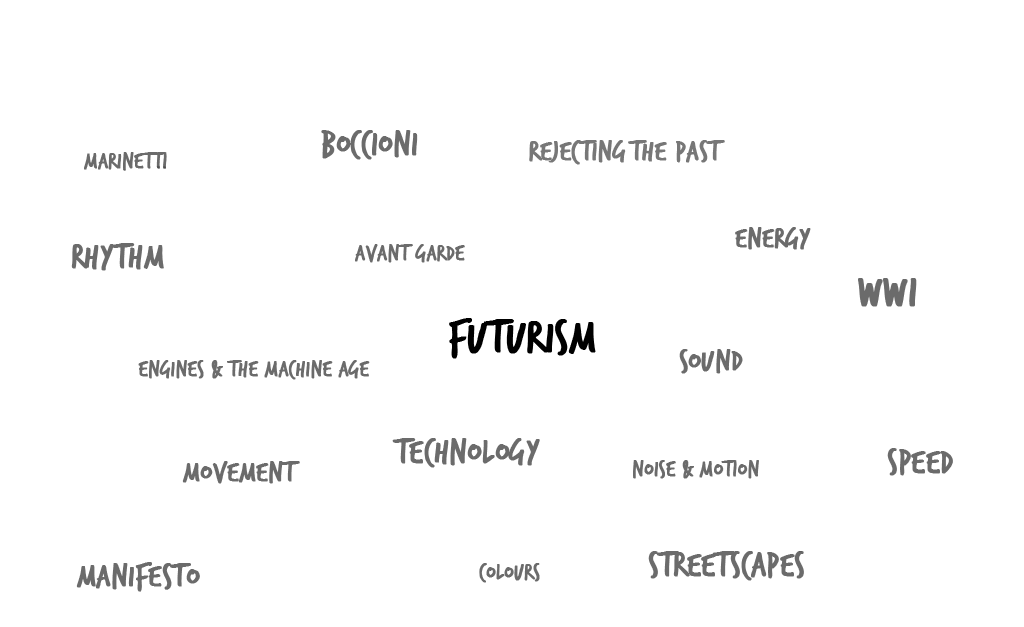 BOCCIONI
MARINETTI
REJECTING THE PAST
ENERGY
RHYTHM
AVANT GARDE
WWI
FUTURISM
ENGINES & THE MACHINE AGE
SOUND
TECHNOLOGY
MOVEMENT
NOISE & MOTION
SPEED
MANIFESTO
COLOURS
STREETSCAPES